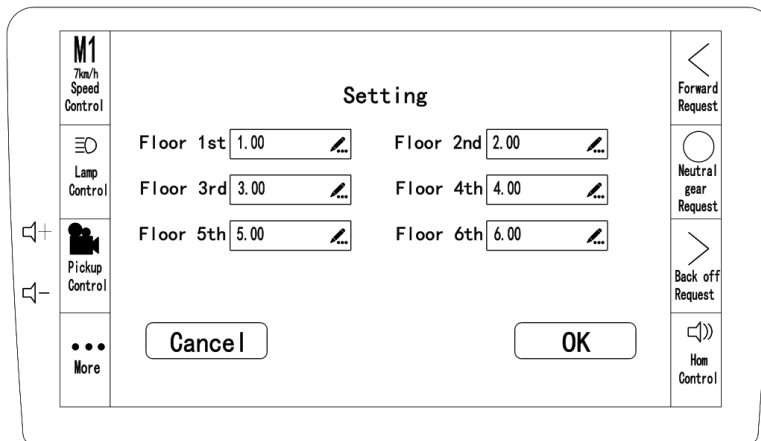 M1
7km/h
Speed
Control
Lamp
Control
Pickup
Control
More
Setting
Floor 1st 1.00
Floor 2nd 2.00
Floor 3rd 3.00
Floor 4th 4.00
Floor 5th 5.00
Floor 6th 6.00
Cancel
OK
Forward
Request
Neutral
gear
Request
Back off
Request
Hom
Control